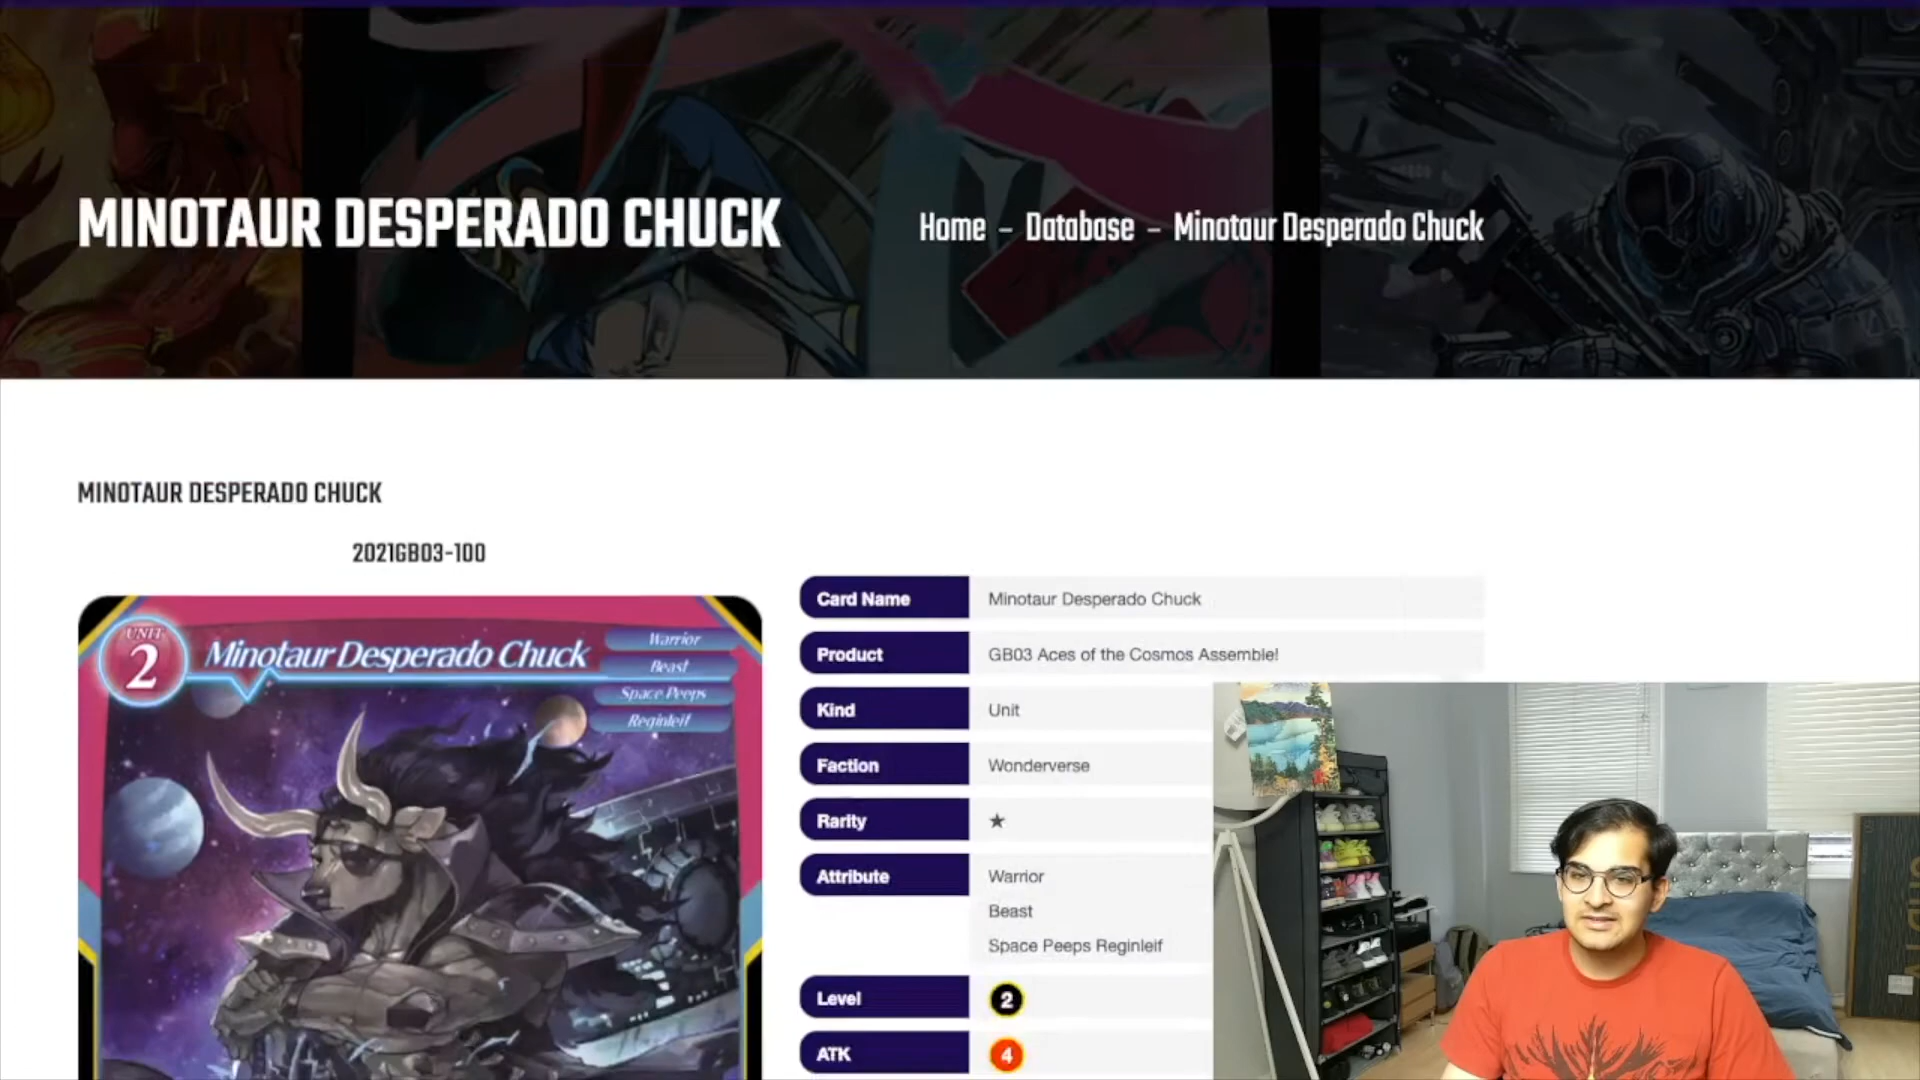 MINOTAUR DESPERADO CHUCK
Home – Database – Minotaur Desperado Chuck
MINOTAUR DESPERADO CHUCK
2021GB03-100
UNIT
2
Minotaur Desperado Chuck
Warrior
Beast
Space Peeps
Reginleif
Card Name Minotaur Desperado Chuck
Product GB03 Aces of the Cosmos Assemble!
Kind Unit
Faction Wonderverse
Rarity ★
Attribute Warrior
Beast
Space Peeps Reginleif
Level 2
ATK 4